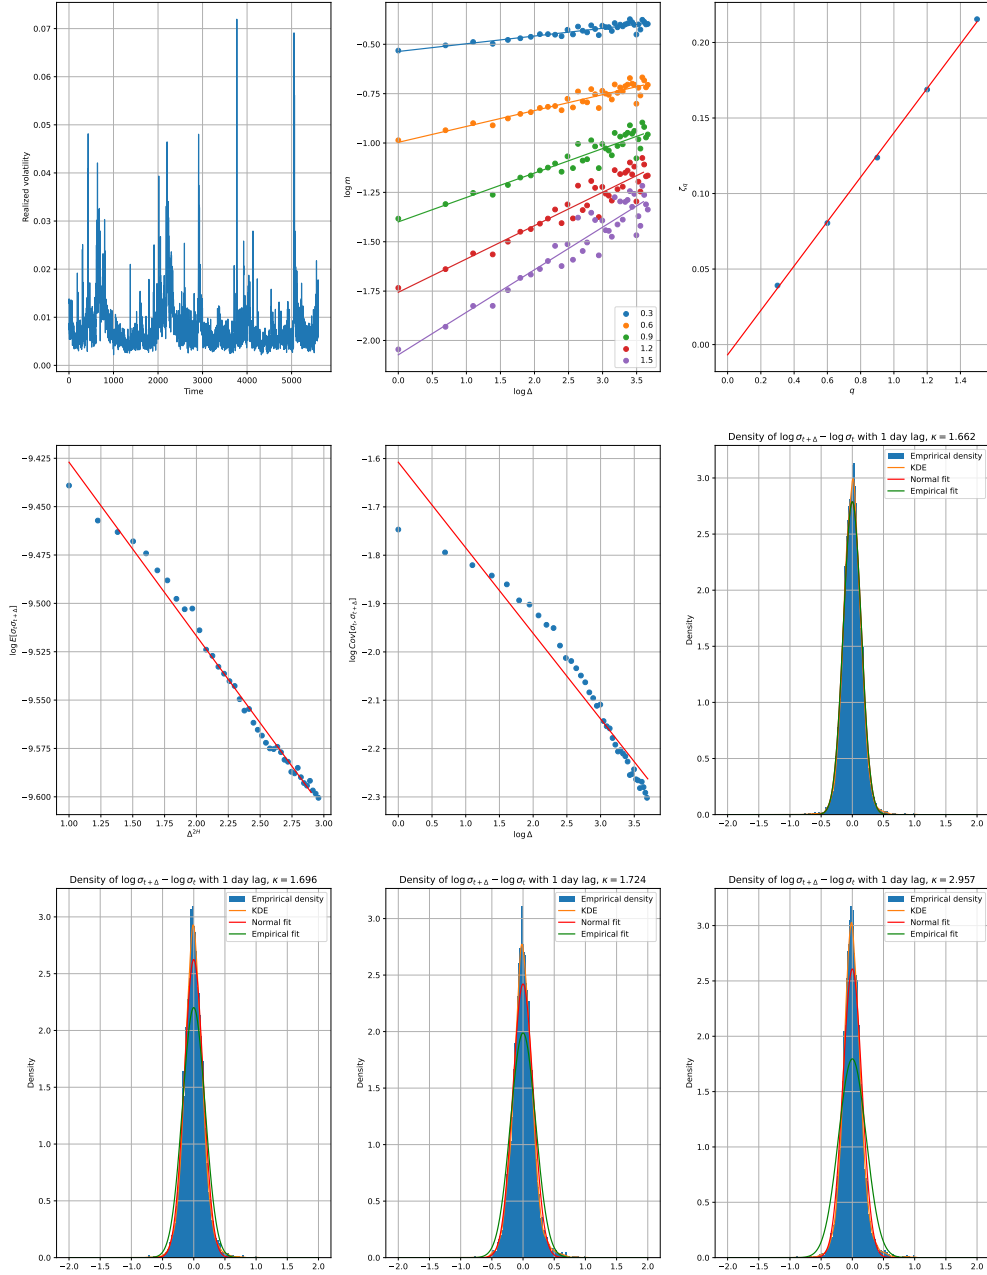 0.07
0.06
0.05
0.04
0.03
0.02
0.01
0.00
Realized volatility
0 1000 2000 3000 4000 5000
Time
−0.50
−0.75
−1.00
−1.25
−1.50
−1.75
−2.00
log m
0.3
0.6
0.9
1.2
1.5
0.0 0.5 1.0 1.5 2.0 2.5 3.0 3.5
log Δ
0.20
0.15
0.10
0.05
0.00
ζq
0.0 0.2 0.4 0.6 0.8 1.0 1.2 1.4
q
−9.425
−9.450
−9.475
−9.500
−9.525
−9.550
−9.575
−9.600
log E[σtσt+Δ]
1.00 1.25 1.50 1.75 2.00 2.25 2.50 2.75 3.00
Δ2H
−1.6
−1.7
−1.8
−1.9
−2.0
−2.1
−2.2
−2.3
log Cov[σt, σt+Δ]
0.0 0.5 1.0 1.5 2.0 2.5 3.0 3.5
log Δ
Density of log σt+Δ − log σt with 1 day lag, κ = 1.662
Emprirical density
KDE
Normal fit
Empirical fit
3.0
2.5
2.0
1.5
1.0
0.5
0.0
Density
−2.0 −1.5 −1.0 −0.5 0.0 0.5 1.0 1.5 2.0
Density of log σt+Δ − log σt with 1 day lag, κ = 1.696
Emprirical density
KDE
Normal fit
Empirical fit
3.0
2.5
2.0
1.5
1.0
0.5
0.0
Density
−2.0 −1.5 −1.0 −0.5 0.0 0.5 1.0 1.5 2.0
Density of log σt+Δ − log σt with 1 day lag, κ = 1.724
Emprirical density
KDE
Normal fit
Empirical fit
3.0
2.5
2.0
1.5
1.0
0.5
0.0
Density
−2.0 −1.5 −1.0 −0.5 0.0 0.5 1.0 1.5 2.0
Density of log σt+Δ − log σt with 1 day lag, κ = 2.957
Emprirical density
KDE
Normal fit
Empirical fit
3.0
2.5
2.0
1.5
1.0
0.5
0.0
Density
−2.0 −1.5 −1.0 −0.5 0.0 0.5 1.0 1.5 2.0